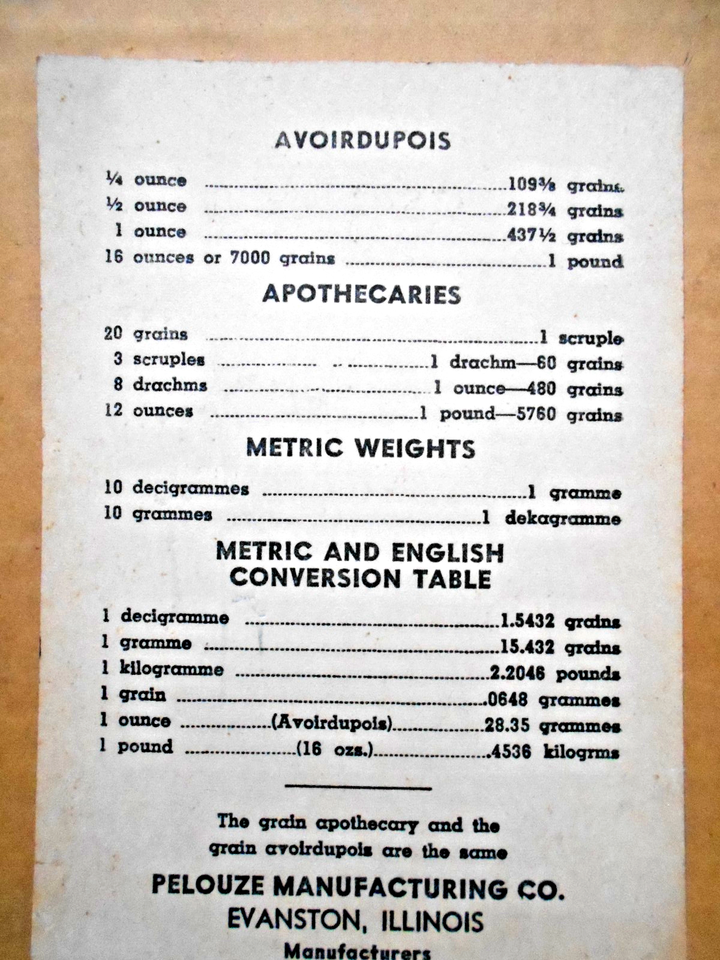 AVOIRDUPOIS
¼ ounce ........ 109⅜ grains
½ ounce ........ 218¾ grains
1 ounce ........ 437½ grains
16 ounces or 7000 grains ........ 1 pound
APOTHECARIES
20 grains ........ 1 scruple
3 scruples ........ 1 drachm—60 grains
8 drachms ........ 1 ounce—480 grains
12 ounces ........ 1 pound—5760 grains
METRIC WEIGHTS
10 decigrammes ........ 1 gramme
10 grammes ........ 1 dekagramme
METRIC AND ENGLISH
CONVERSION TABLE
1 decigramme ........ 1.5432 grains
1 gramme ........ 15.432 grains
1 kilogramme ........ 2.2046 pounds
1 grain ........ .0648 grammes
1 ounce ........ (Avoirdupois) ........ 28.35 grammes
1 pound ........ (16 ozs.) ........ .4536 kilogrms
The grain apothecary and the
grain avoirdupois are the same
PELOUZE MANUFACTURING CO.
EVANSTON, ILLINOIS
Manufacturers